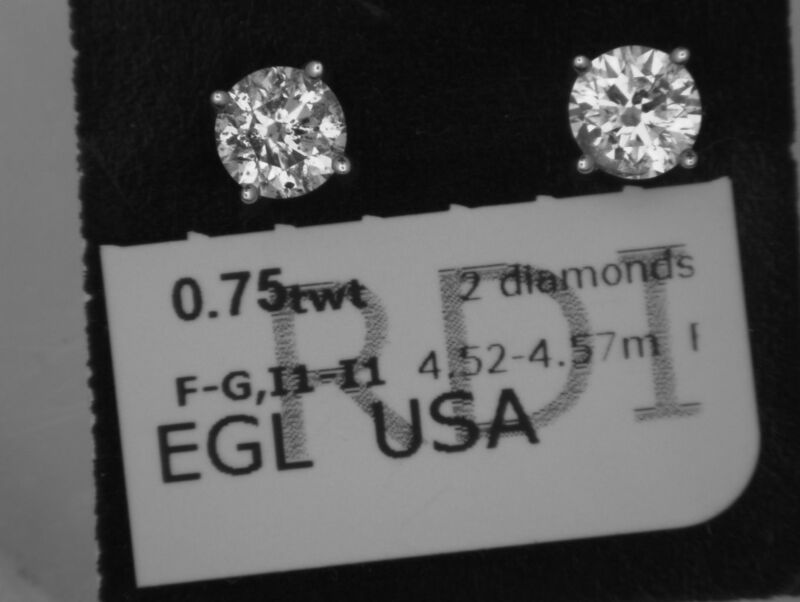 0.75twt 2 diamonds
F-G,I1-I1 4.52-4.57m
EGL USA
RDI